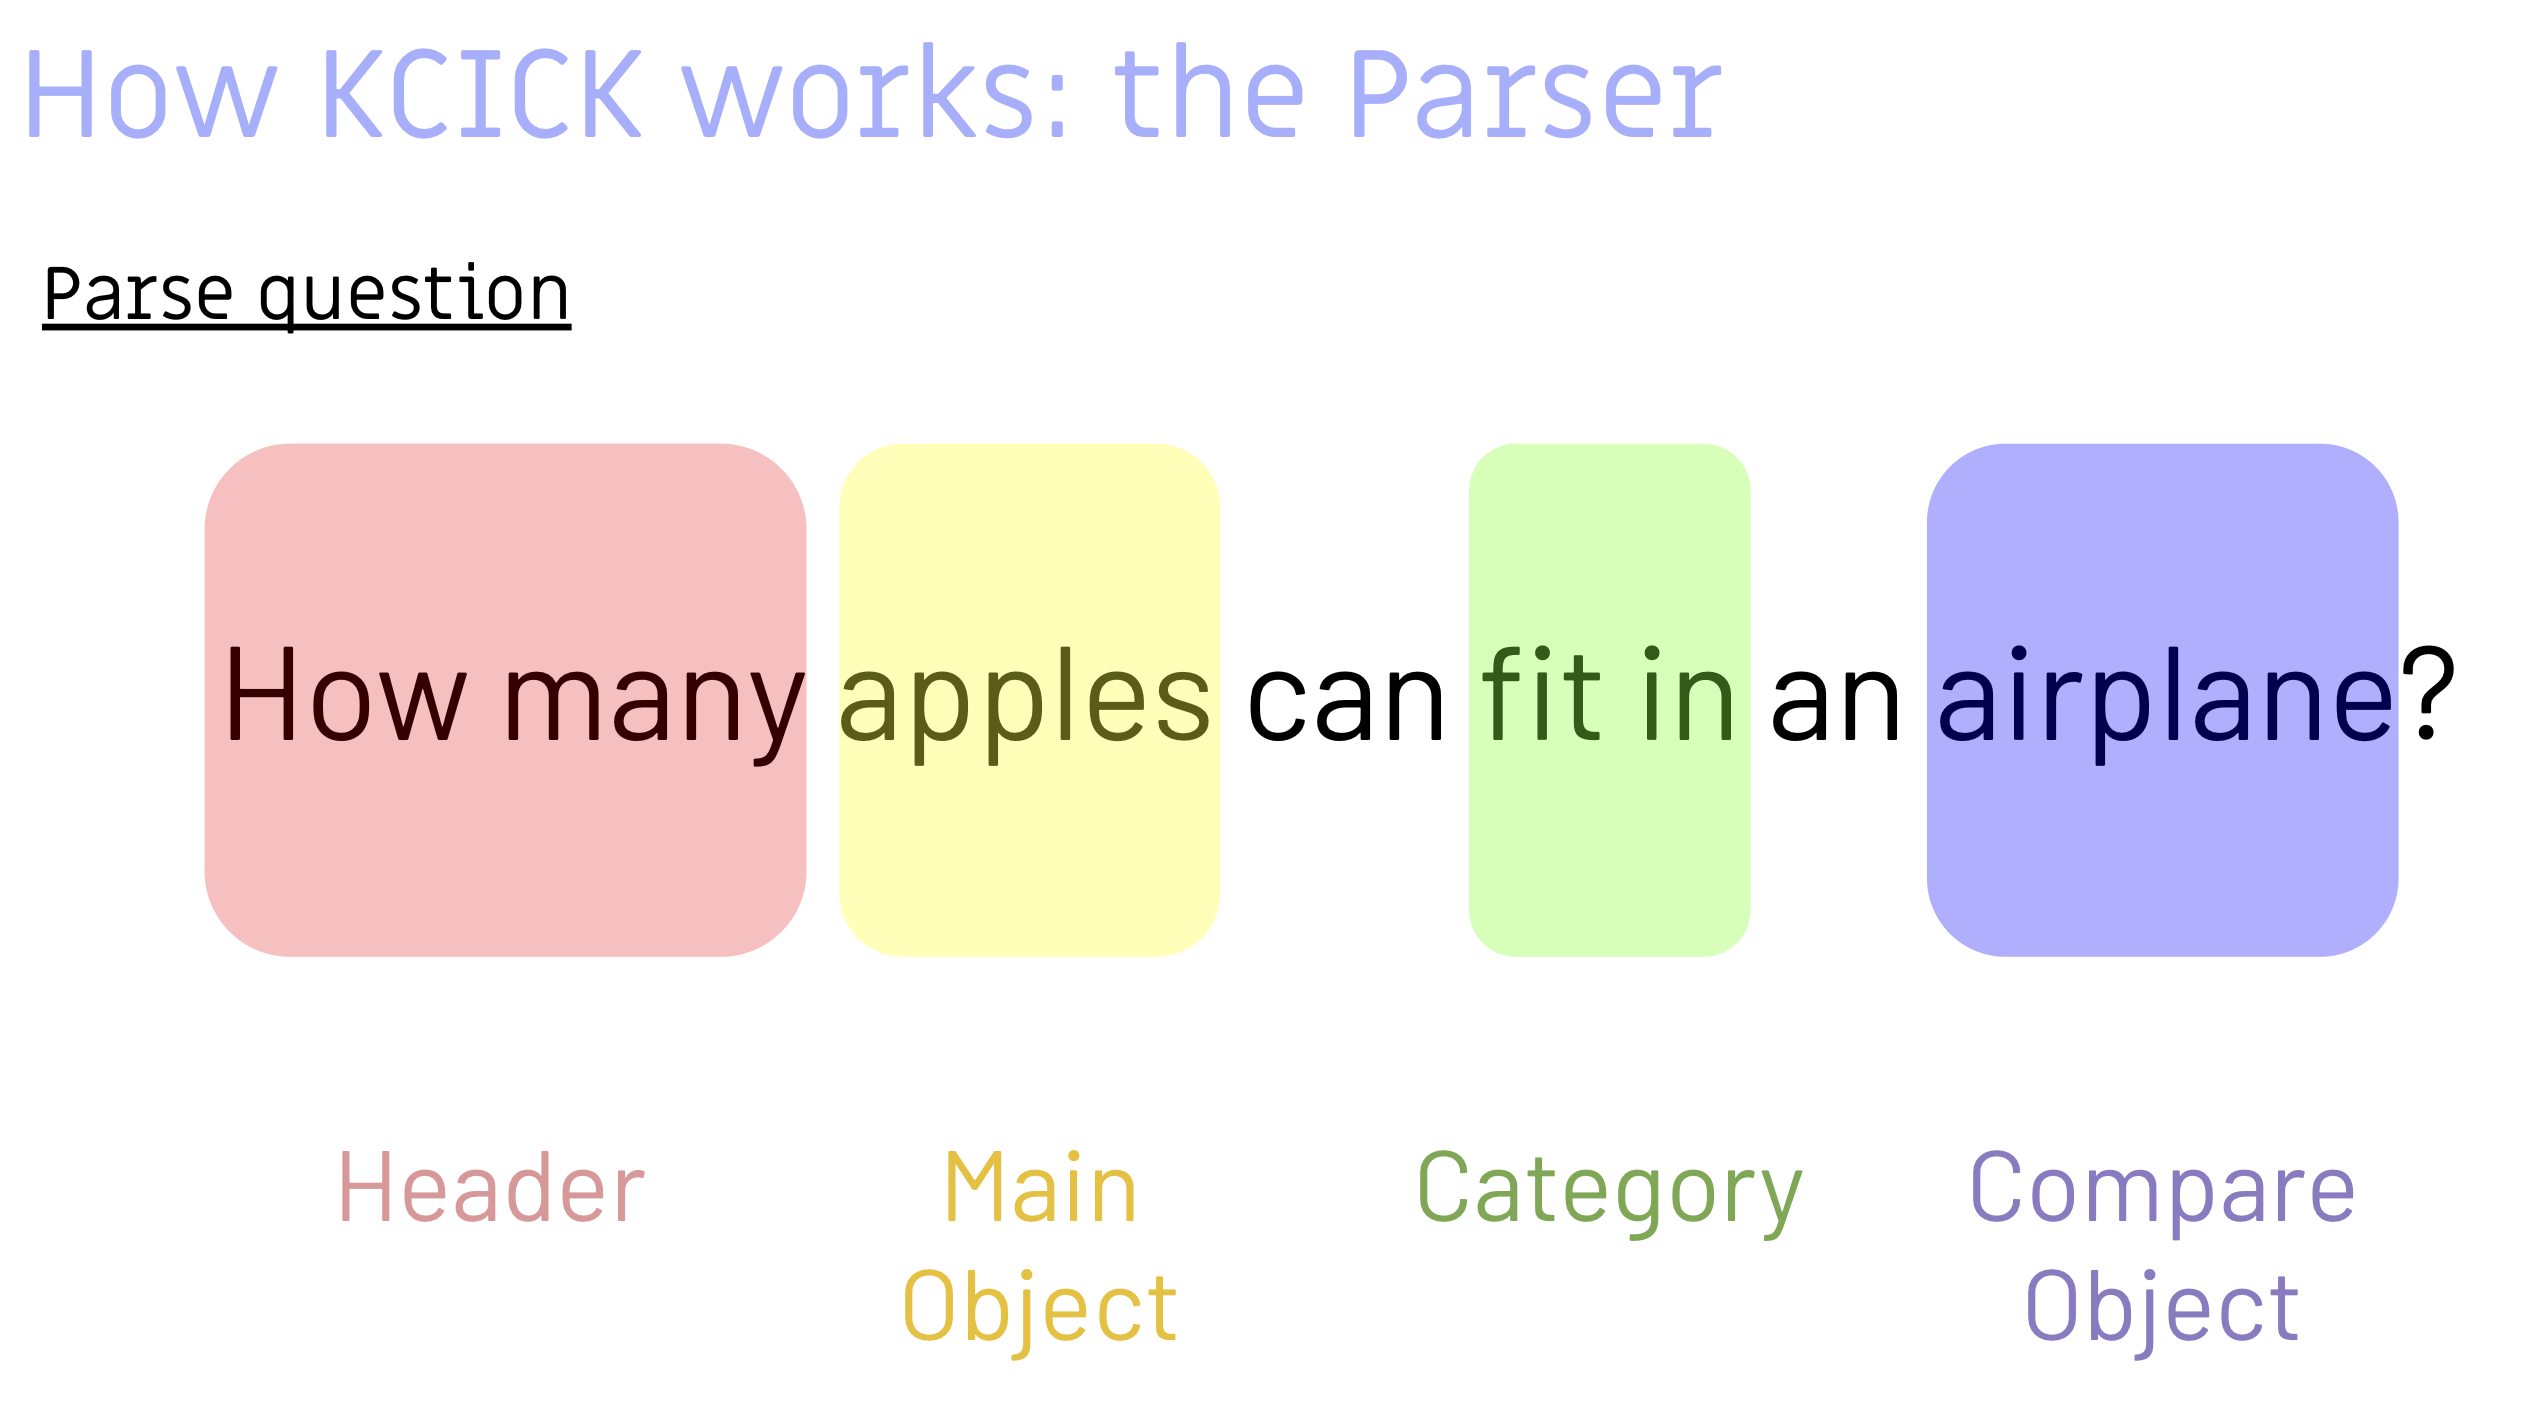 How KCICK works: the Parser
Parse question
How many apples can fit in an airplane?
Header
Main
Object
Category
Compare
Object